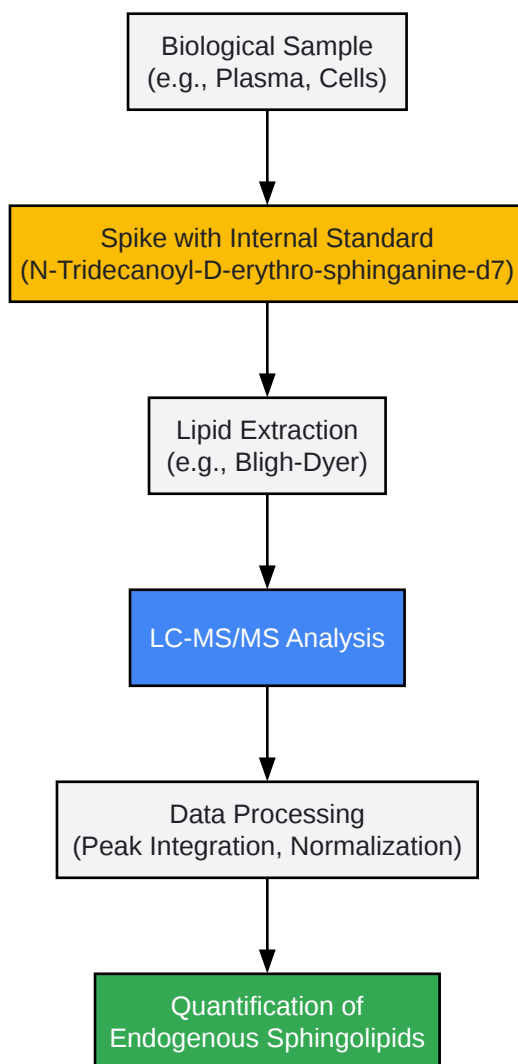 Biological Sample
(e.g., Plasma, Cells)
Spike with Internal Standard
(N-Tridecanoyl-D-erythro-sphinganine-d7)
Lipid Extraction
(e.g., Bligh-Dyer)
LC-MS/MS Analysis
Data Processing
(Peak Integration, Normalization)
Quantification of
Endogenous Sphingolipids